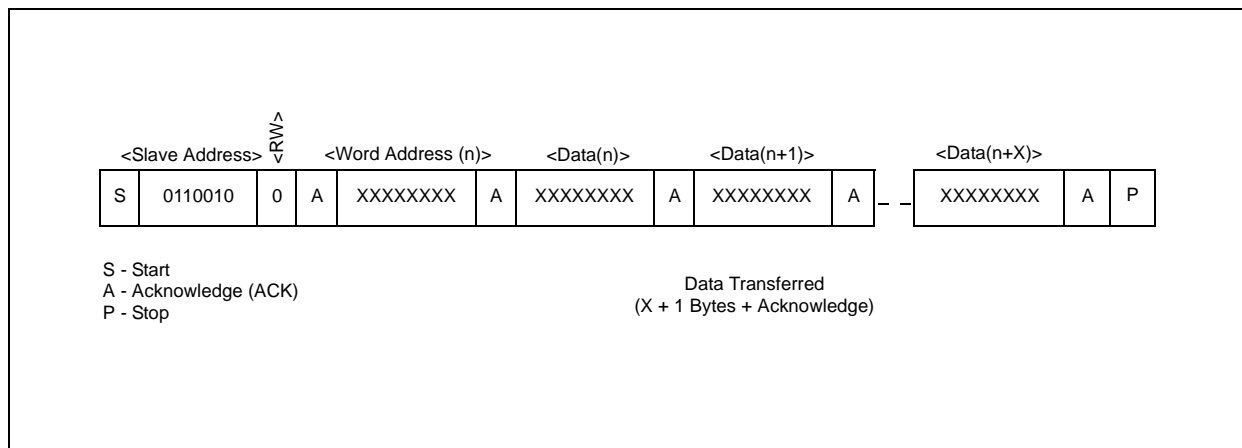 <Slave Address> <RW> <Word Address (n)> <Data(n)> <Data(n+1)> <Data(n+X)>
S 0110010 0 A XXXXXXXX A XXXXXXXX A XXXXXXXX A XXXXXXXX A P
S - Start
A - Acknowledge (ACK)
P - Stop
Data Transferred
(X + 1 Bytes + Acknowledge)